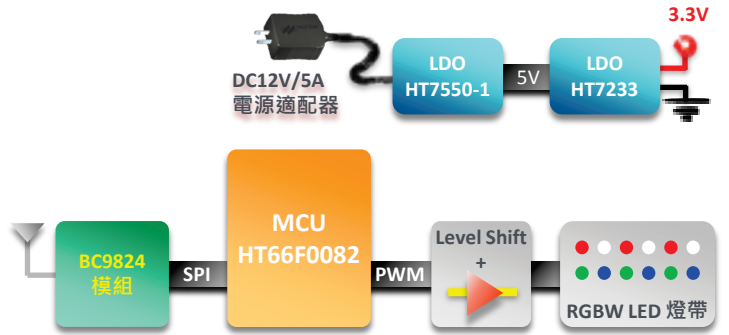 3.3V
DC12V/5A
電源適配器
LDO
HT7550-1
5V
LDO
HT7233
BC9824
模組
SPI
MCU
HT66F0082
PWM
Level Shift
+
RGBW LED 燈帶